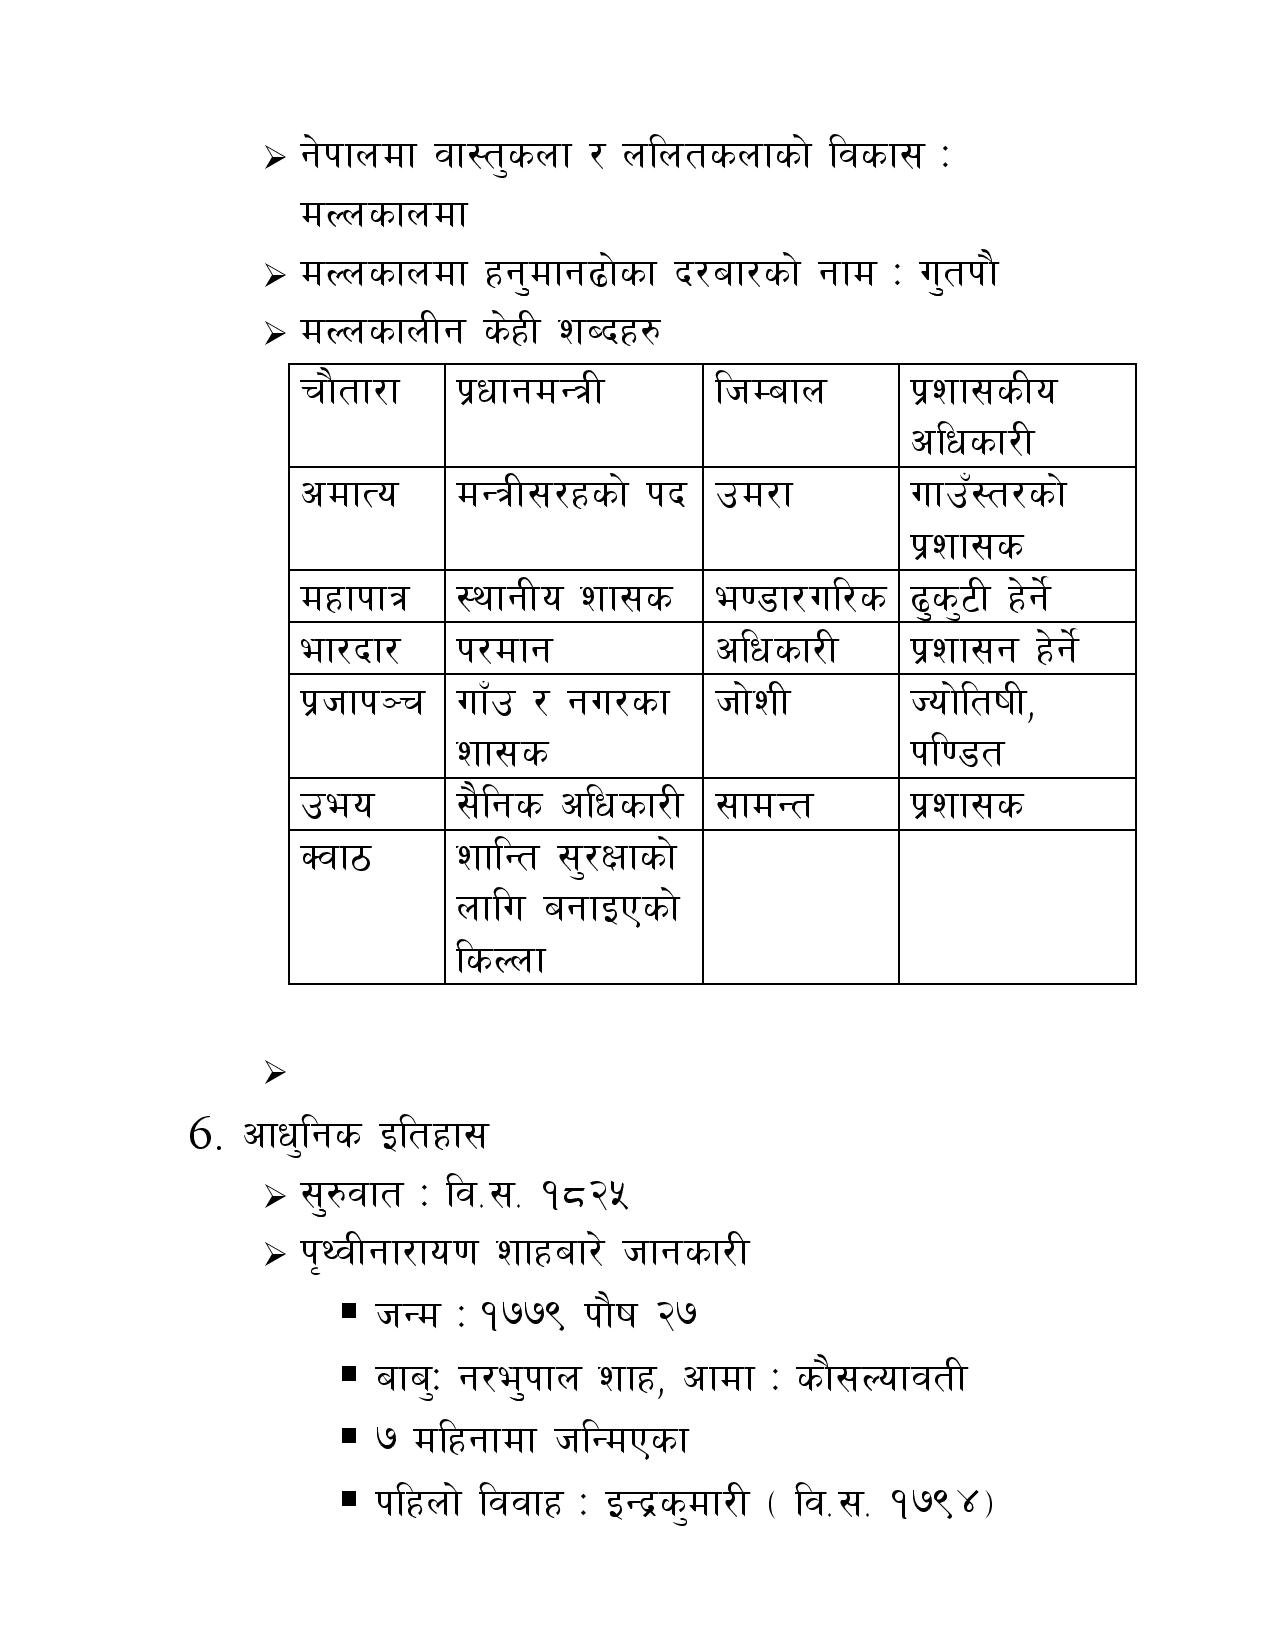 ➢ नेपालमा वास्तुकला र ललितकलाको विकास :
मल्लकालमा
➢ मल्लकालमा हनुमानढोका दरबारको नाम : गुतपौ
➢ मल्लकालीन केही शब्दहरु
चौतारा प्रधानमन्त्री जिम्बाल प्रशासकीय
अधिकारी
अमात्य मन्त्रीसरहको पद उमरा गाउँस्तरको
प्रशासक
महापात्र स्थानीय शासक भण्डारगरिक ढुकुटी हेर्ने
भारदार परमान अधिकारी प्रशासन हेर्ने
प्रजापञ्च गाँउ र नगरका जोशी ज्योतिषी,
शासक पण्डित
उभय सैनिक अधिकारी सामन्त प्रशासक
क्वाठ शान्ति सुरक्षाको
लागि बनाइएको
किल्ला
➢
6. आधुनिक इतिहास
➢ सुरुवात : वि.स. १८२५
➢ पृथ्वीनारायण शाहबारे जानकारी
▪ जन्म : १७७९ पौष २७
▪ बाबुः नरभुपाल शाह, आमा : कौसल्यावती
▪ ७ महिनामा जन्मिएका
▪ पहिलो विवाह : इन्द्रकुमारी ( वि.स. १७९४)